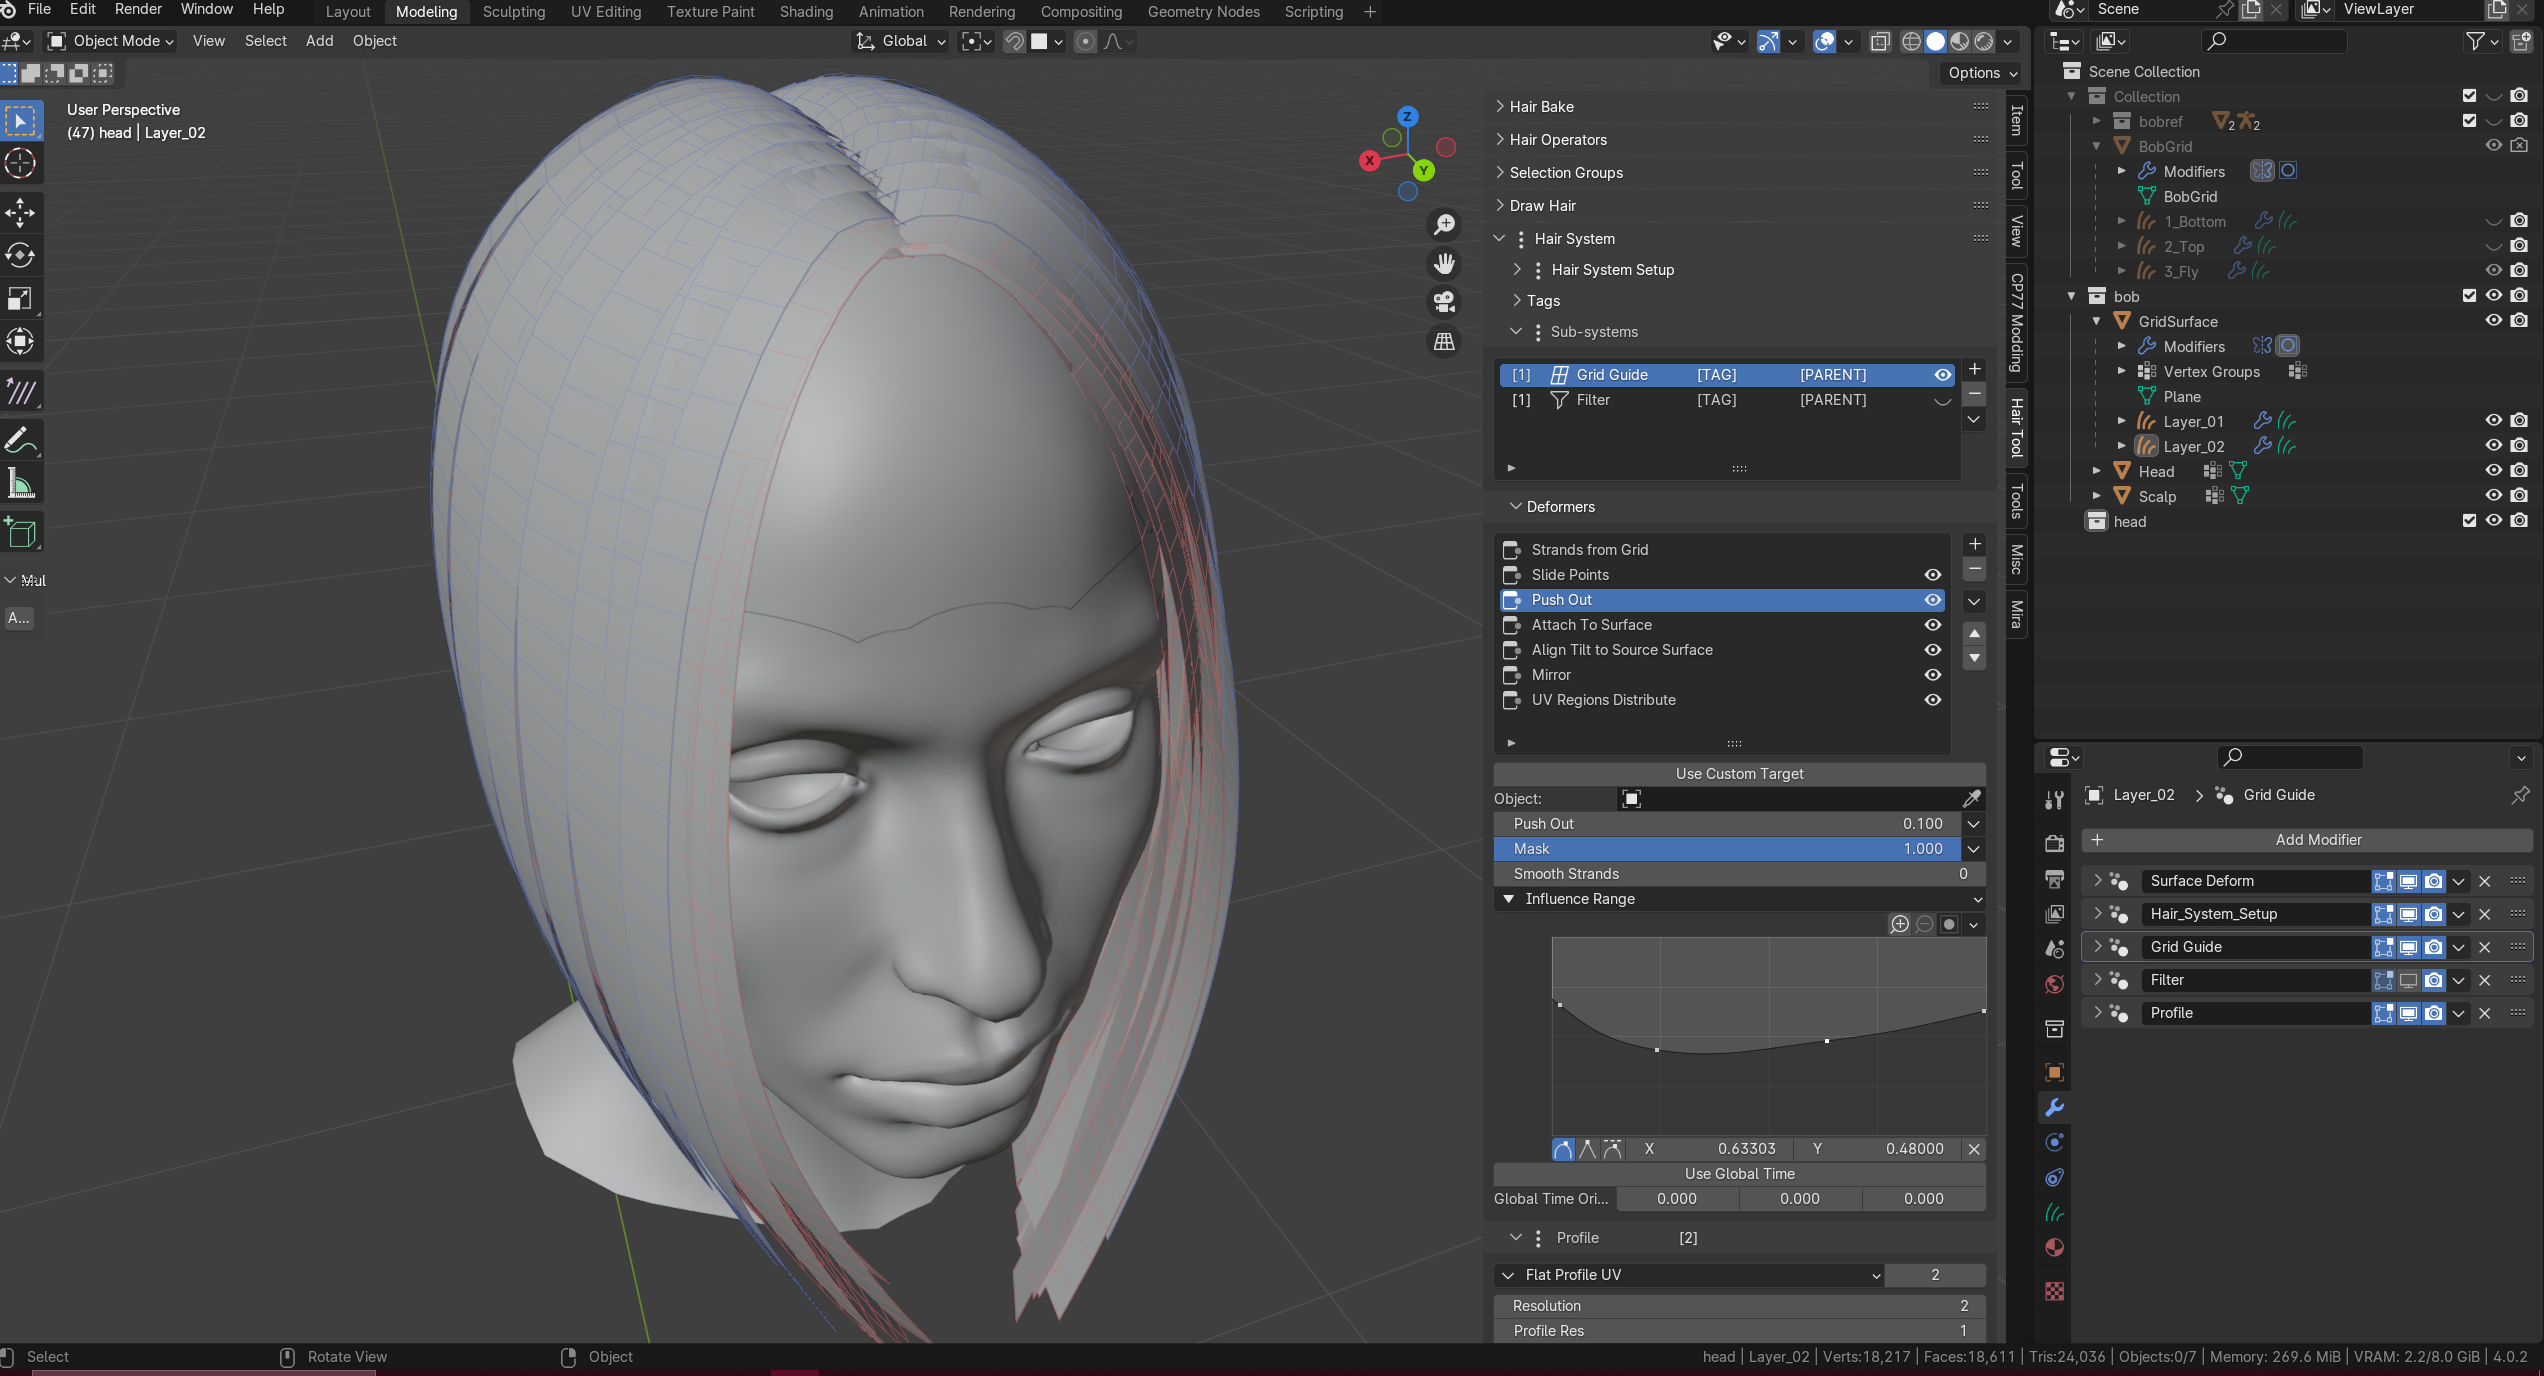 File Edit Render Window Help Layout Modeling Sculpting UV Editing Texture Paint Shading Animation Rendering Compositing Geometry Nodes Scripting +
Scene ViewLayer
Object Mode View Select Add Object Global
Options
User Perspective
(47) head | Layer_02
X
Y
Z
A...
Hair Bake
Hair Operators
Selection Groups
Draw Hair
Hair System
Hair System Setup
Tags
Sub-systems
[1] Grid Guide [TAG] [PARENT]
[1] Filter [TAG] [PARENT]
Deformers
Strands from Grid
Slide Points
Push Out
Attach To Surface
Align Tilt to Source Surface
Mirror
UV Regions Distribute
Use Custom Target
Object:
Push Out 0.100
Mask 1.000
Smooth Strands 0
Influence Range
X 0.63303 Y 0.48000
Use Global Time
Global Time Ori... 0.000 0.000 0.000
Profile [2]
Flat Profile UV 2
Resolution 2
Profile Res 1
Item
Tool
View
CP77 Modding
Hair Tool
Tools
Misc
Mira
Scene Collection
Collection
bobref 2 2
BobGrid
Modifiers
BobGrid
1_Bottom
2_Top
3_Fly
bob
GridSurface
Modifiers
Vertex Groups
Plane
Layer_01
Layer_02
Head
Scalp
head
Layer_02 > Grid Guide
+ Add Modifier
Surface Deform
Hair_System_Setup
Grid Guide
Filter
Profile
Select Rotate View Object
head | Layer_02 | Verts:18,217 | Faces:18,611 | Tris:24,036 | Objects:0/7 | Memory: 269.6 MiB | VRAM: 2.2/8.0 GiB | 4.0.2